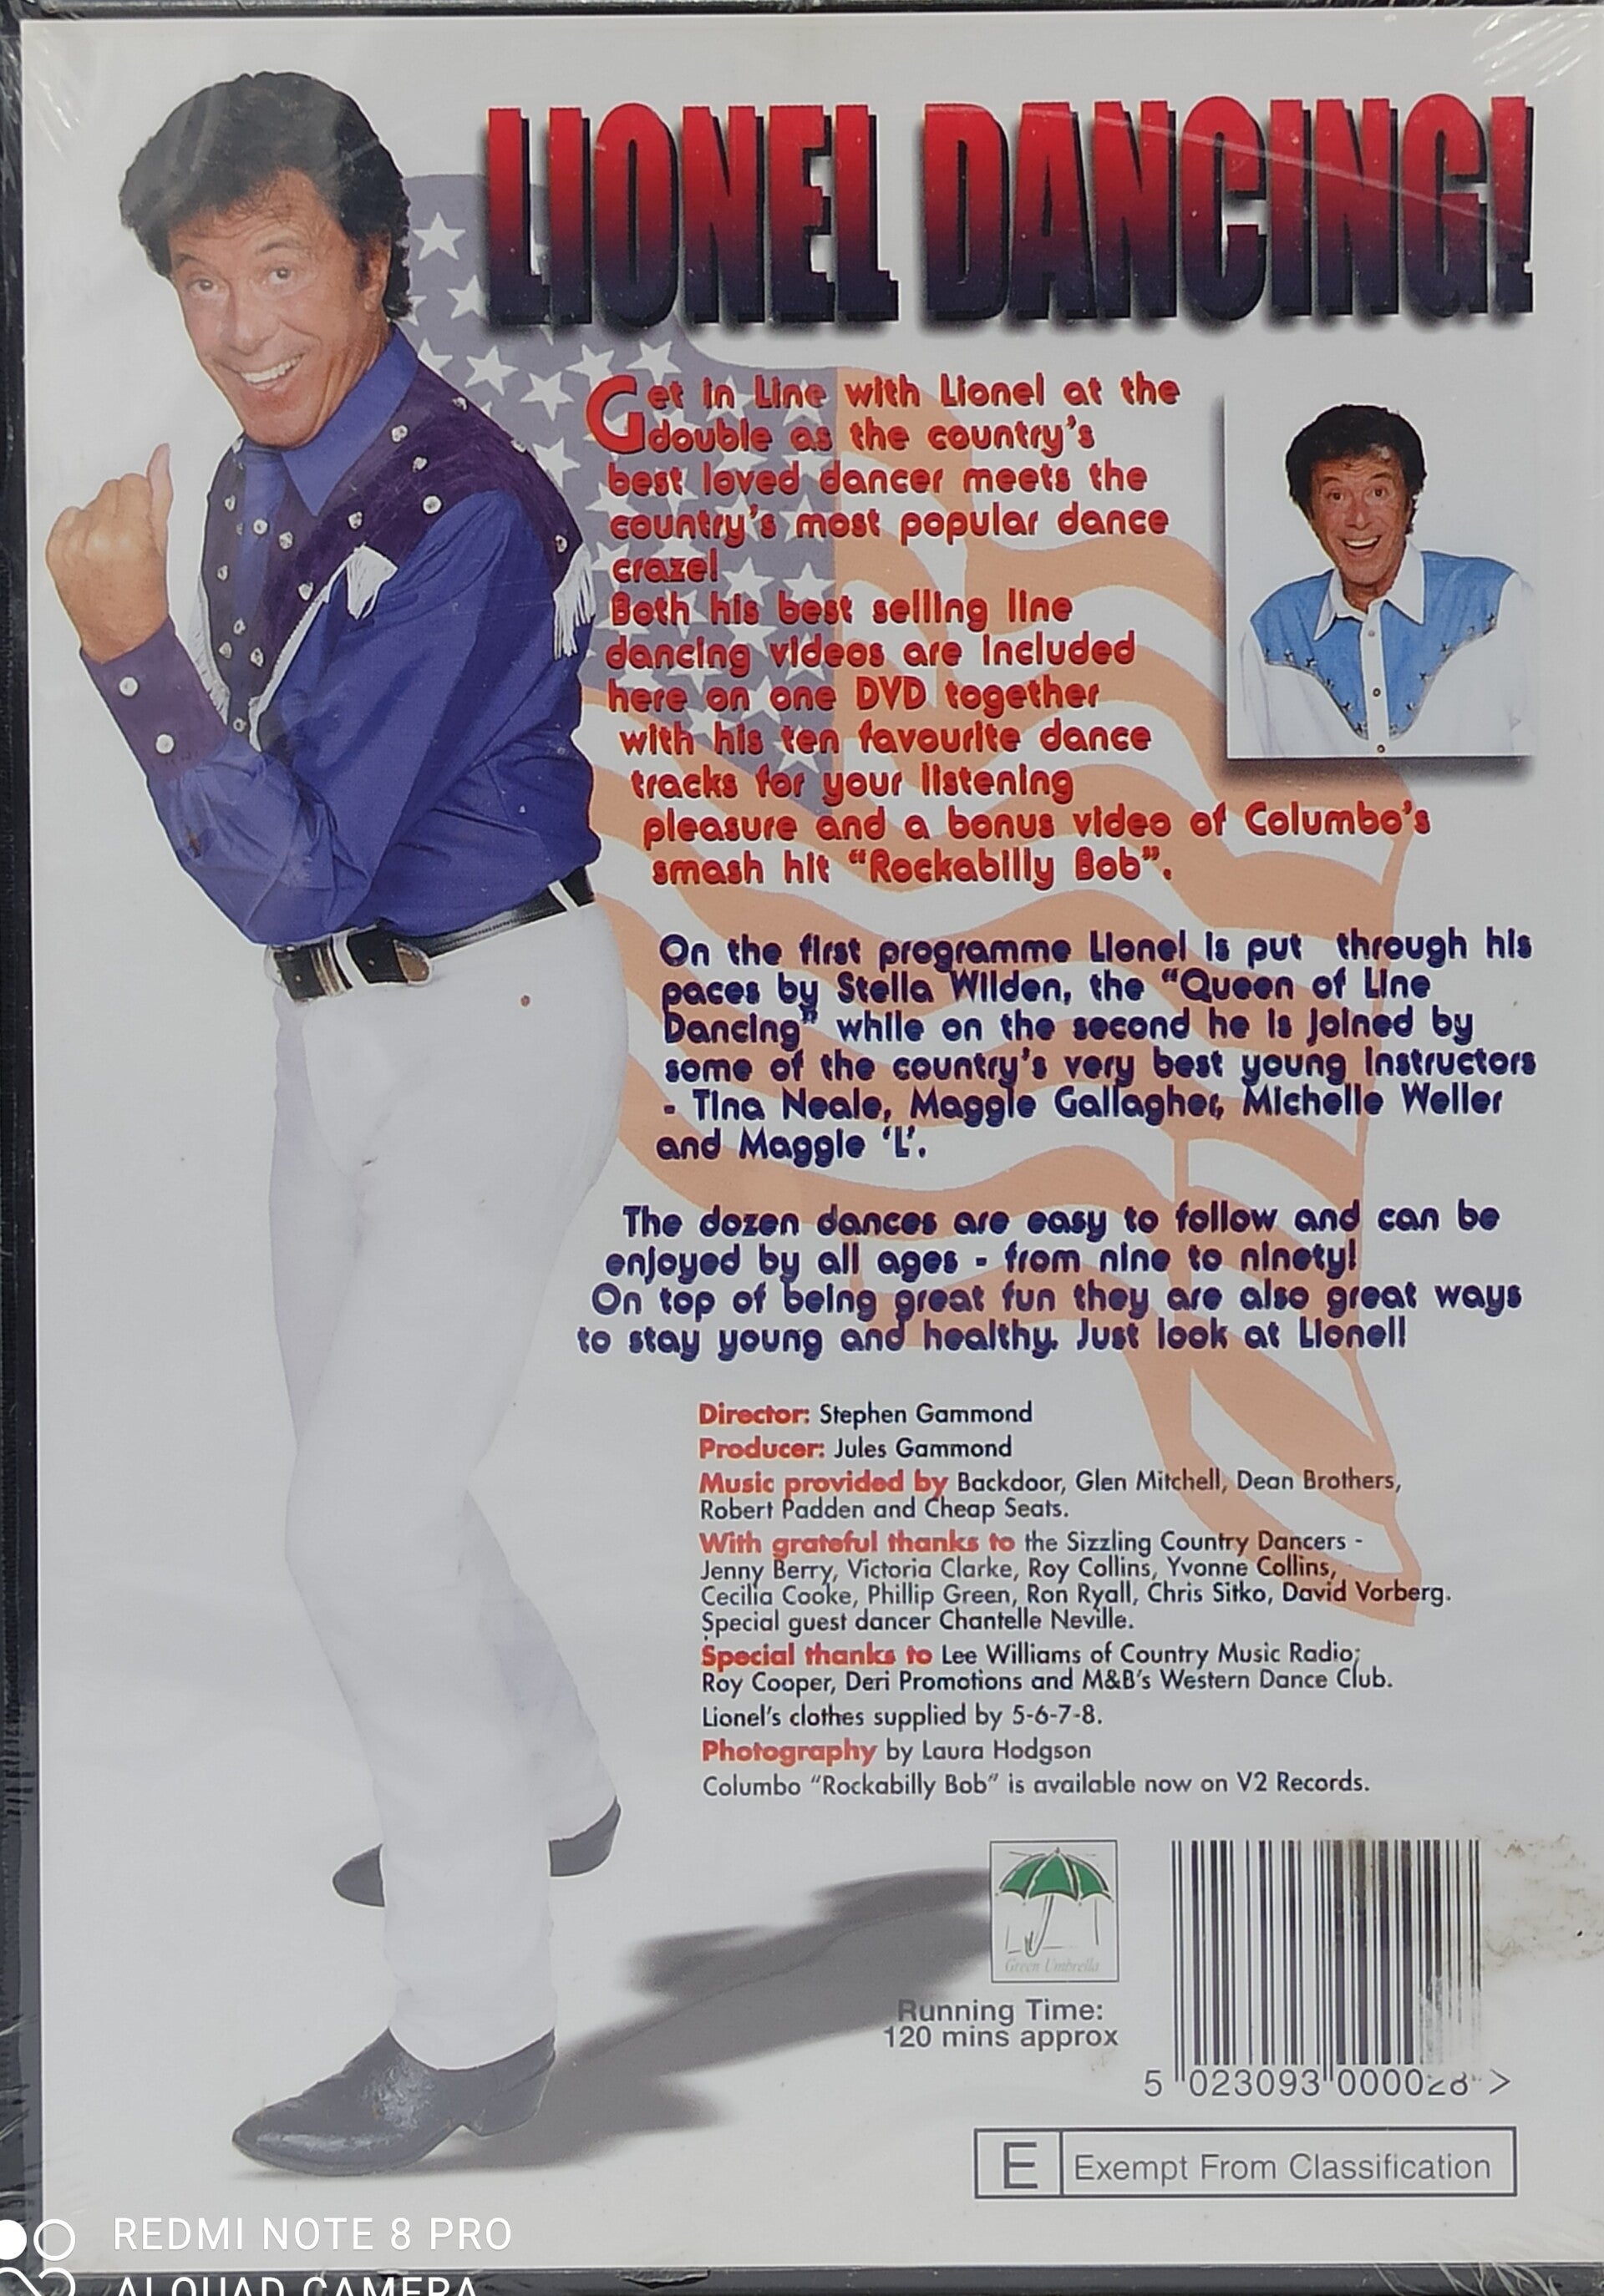 LIONEL DANCING!
Get in Line with Lionel at the
double as the country's
best loved dancer meets the
country's most popular dance
craze!
Both his best selling line
dancing videos are included
here on one DVD together
with his ten favourite dance
tracks for your listening
pleasure and a bonus video of Columbo's
smash hit “Rockabilly Bob”.
On the first programme Lionel is put through his
paces by Stella Wilden, the “Queen of Line
Dancing” while on the second he is joined by
some of the country's very best young instructors
- Tina Neale, Maggie Gallagher, Michelle Weller
and Maggie ‘L’.
The dozen dances are easy to follow and can be
enjoyed by all ages - from nine to ninety!
On top of being great fun they are also great ways
to stay young and healthy. Just look at Lionel!
Director: Stephen Gammond
Producer: Jules Gammond
Music provided by Backdoor, Glen Mitchell, Dean Brothers,
Robert Padden and Cheap Seats.
With grateful thanks to the Sizzling Country Dancers -
Jenny Berry, Victoria Clarke, Roy Collins, Yvonne Collins,
Cecilia Cooke, Phillip Green, Ron Ryall, Chris Sitko, David Vorberg.
Special guest dancer Chantelle Neville.
Special thanks to Lee Williams of Country Music Radio;
Roy Cooper, Deri Promotions and M&B's Western Dance Club.
Lionel's clothes supplied by 5-6-7-8.
Photography by Laura Hodgson
Columbo “Rockabilly Bob” is available now on V2 Records.
Green Umbrella
Running Time:
120 mins approx
5 023093 000028 >
E Exempt From Classification
REDMI NOTE 8 PRO
AI QUAD CAMERA